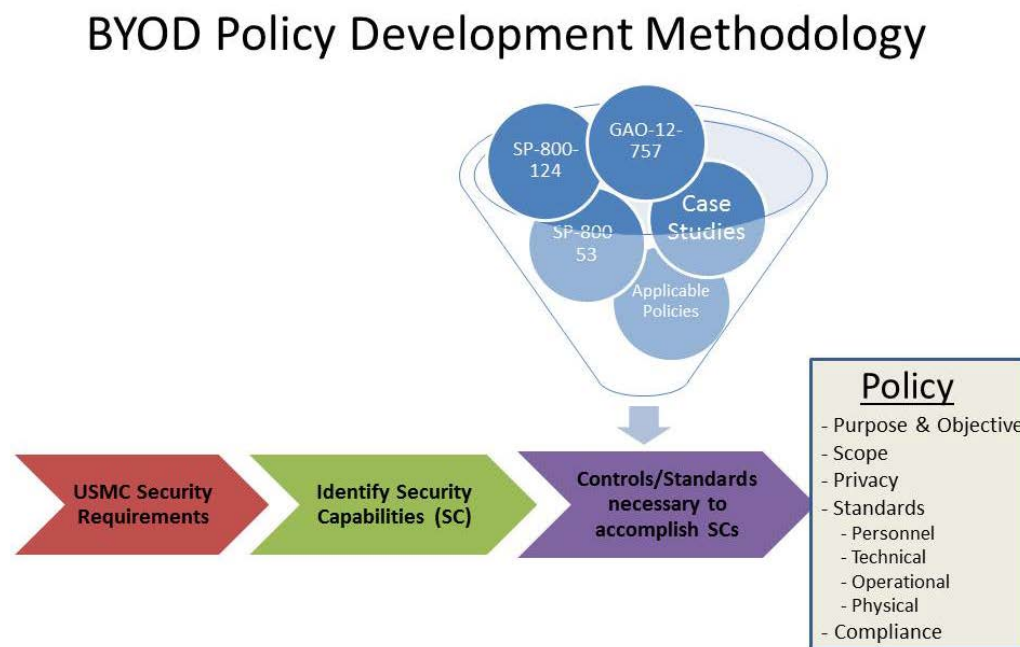 BYOD Policy Development Methodology
GAO-12-
757
SP-800-
124
Case
Studies
SP-800
53
Applicable
Policies
Policy
- Purpose & Objective
- Scope
- Privacy
- Standards
- Personnel
- Technical
- Operational
- Physical
- Compliance
USMC Security
Requirements
Identify Security
Capabilities (SC)
Controls/Standards
necessary to
accomplish SCs